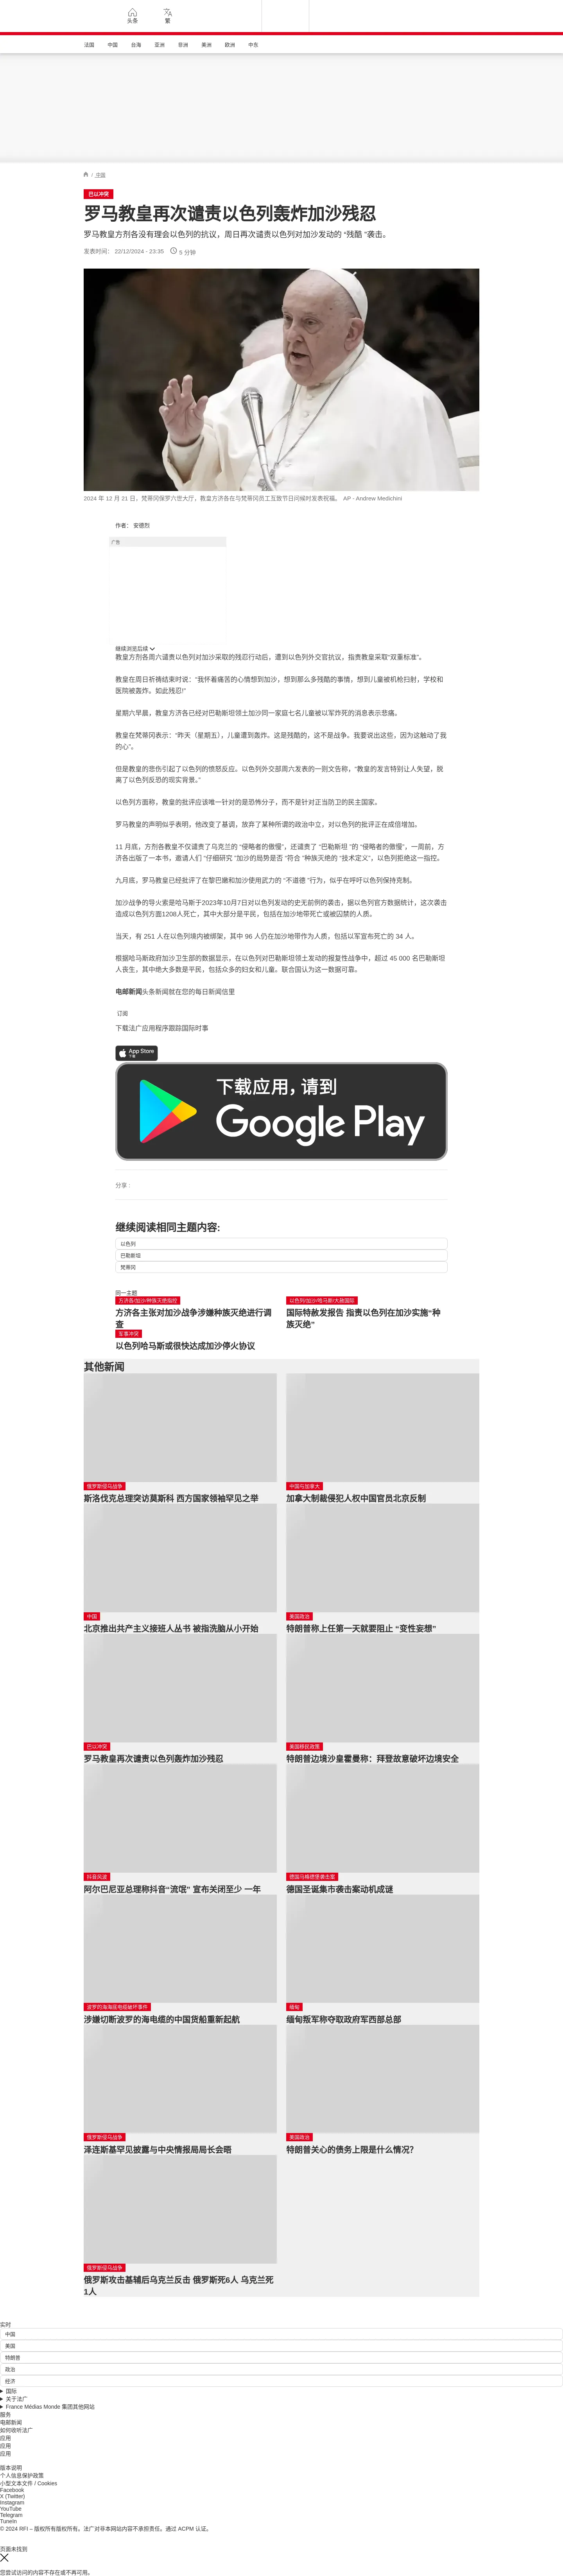 头条
繁
法国
中国
台海
亚洲
非洲
美洲
欧洲
中东
/ 中国
巴以冲突
罗马教皇再次谴责以色列轰炸加沙残忍
罗马教皇方剂各没有理会以色列的抗议，周日再次谴责以色列对加沙发动的 “残酷 ”袭击。
发表时间： 22/12/2024 - 23:35
5 分钟
2024 年 12 月 21 日，梵蒂冈保罗六世大厅，教皇方济各在与梵蒂冈员工互致节日问候时发表祝福。 AP - Andrew Medichini
作者： 安德烈
广告
继续浏览后续
教皇方剂各周六谴责以色列对加沙采取的残忍行动后，遭到以色列外交官抗议，指责教皇采取“双重标准”。
教皇在周日祈祷结束时说：“我怀着痛苦的心情想到加沙，想到那么多残酷的事情，想到儿童被机枪扫射，学校和
医院被轰炸。如此残忍!”
星期六早晨，教皇方济各已经对巴勒斯坦领土加沙同一家庭七名儿童被以军炸死的消息表示悲痛。
教皇在梵蒂冈表示：“昨天（星期五），儿童遭到轰炸。这是残酷的，这不是战争。我要说出这些，因为这触动了我
的心”。
但是教皇的悲伤引起了以色列的愤怒反应。以色列外交部周六发表的一则文告称，“教皇的发言特别让人失望，脱
离了以色列反恐的现实背景。”
以色列方面称，教皇的批评应该唯一针对的是恐怖分子，而不是针对正当防卫的民主国家。
罗马教皇的声明似乎表明，他改变了基调，放弃了某种所谓的政治中立，对以色列的批评正在成倍增加。
11 月底，方剂各教皇不仅谴责了乌克兰的 “侵略者的傲慢”，还谴责了 “巴勒斯坦 ”的 “侵略者的傲慢”，一周前，方
济各出版了一本书，邀请人们 “仔细研究 ”加沙的局势是否 “符合 ”种族灭绝的 “技术定义”，以色列拒绝这一指控。
九月底，罗马教皇已经批评了在黎巴嫩和加沙使用武力的 “不道德 ”行为，似乎在呼吁以色列保持克制。
加沙战争的导火索是哈马斯于2023年10月7日对以色列发动的史无前例的袭击，据以色列官方数据统计，这次袭击
造成以色列方面1208人死亡，其中大部分是平民，包括在加沙地带死亡或被囚禁的人质。
当天，有 251 人在以色列境内被绑架，其中 96 人仍在加沙地带作为人质，包括以军宣布死亡的 34 人。
根据哈马斯政府加沙卫生部的数据显示，在以色列对巴勒斯坦领土发动的报复性战争中，超过 45 000 名巴勒斯坦
人丧生，其中绝大多数是平民，包括众多的妇女和儿童。联合国认为这一数据可靠。
电邮新闻头条新闻就在您的每日新闻信里
订阅
下载法广应用程序跟踪国际时事
App Store
下载
下载应用，请到
Google Play
分享 :
继续阅读相同主题内容:
以色列
巴勒斯坦
梵蒂冈
同一主题
方济各/加沙/种族灭绝指控
方济各主张对加沙战争涉嫌种族灭绝进行调
查
以色列/加沙/哈马斯/大赦国际
国际特赦发报告 指责以色列在加沙实施“种
族灭绝”
军事冲突
以色列哈马斯或很快达成加沙停火协议
其他新闻
俄罗斯侵乌战争
斯洛伐克总理突访莫斯科 西方国家领袖罕见之举
中国与加拿大
加拿大制裁侵犯人权中国官员北京反制
中国
北京推出共产主义接班人丛书 被指洗脑从小开始
美国政治
特朗普称上任第一天就要阻止 “变性妄想”
巴以冲突
罗马教皇再次谴责以色列轰炸加沙残忍
美国移民政策
特朗普边境沙皇霍曼称：拜登故意破坏边境安全
抖音风波
阿尔巴尼亚总理称抖音“流氓” 宣布关闭至少 一年
德国马格德堡袭击案
德国圣诞集市袭击案动机成谜
波罗的海海底电缆破坏事件
涉嫌切断波罗的海电缆的中国货船重新起航
缅甸
缅甸叛军称夺取政府军西部总部
俄罗斯侵乌战争
泽连斯基罕见披露与中央情报局局长会晤
美国政治
特朗普关心的债务上限是什么情况?
俄罗斯侵乌战争
俄罗斯攻击基辅后乌克兰反击 俄罗斯死6人 乌克兰死
1人
实时
中国
美国
特朗普
政治
经济
国际
关于法广
France Médias Monde 集团其他网站
服务
电邮新闻
如何收听法广
应用
应用
应用
版本说明
个人信息保护政策
小型文本文件 / Cookies
Facebook
X (Twitter)
Instagram
YouTube
Telegram
TuneIn
© 2024 RFI – 版权所有版权所有。法广对非本网站内容不承担责任。通过 ACPM 认证。
页面未找到
您尝试访问的内容不存在或不再可用。